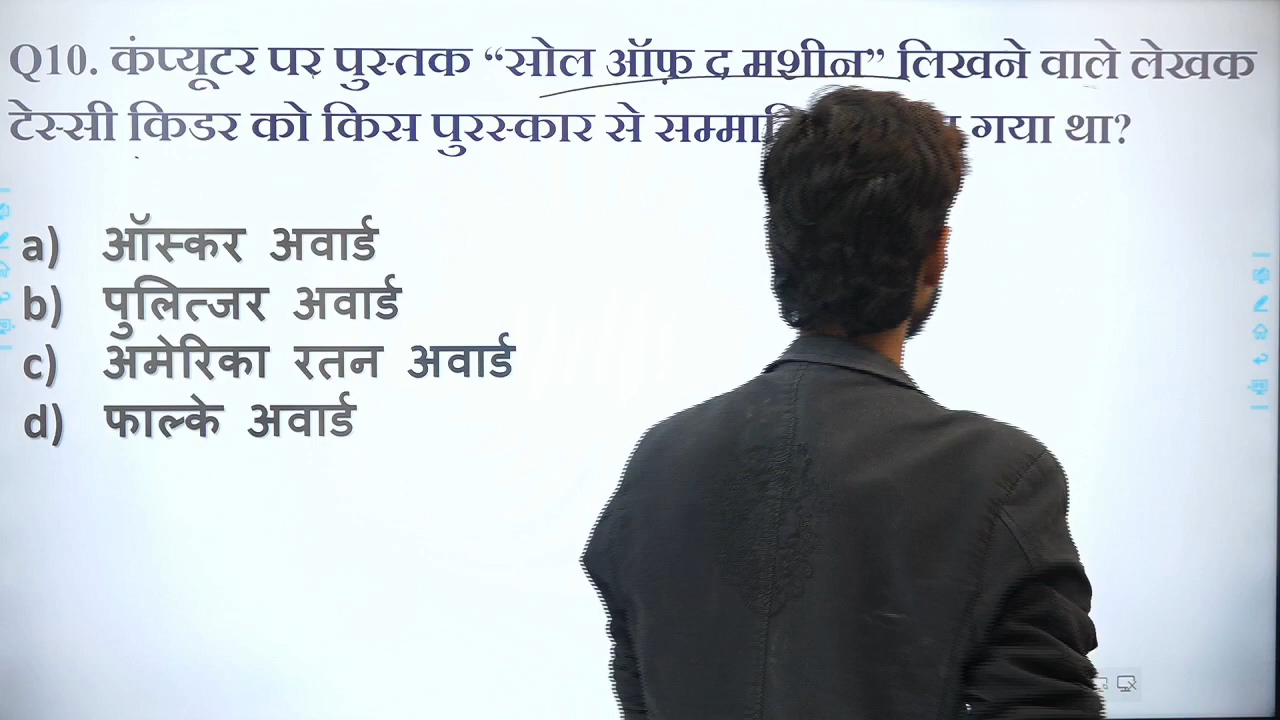 Q10. कंप्यूटर पर पुस्तक “सोल ऑफ़ द मशीन” लिखने वाले लेखक
टेस्सी किडर को किस पुरस्कार से गया था?
a) ऑस्कर अवार्ड
b) पुलित्जर अवार्ड
c) अमेरिका रतन अवार्ड
d) फाल्के अवार्ड